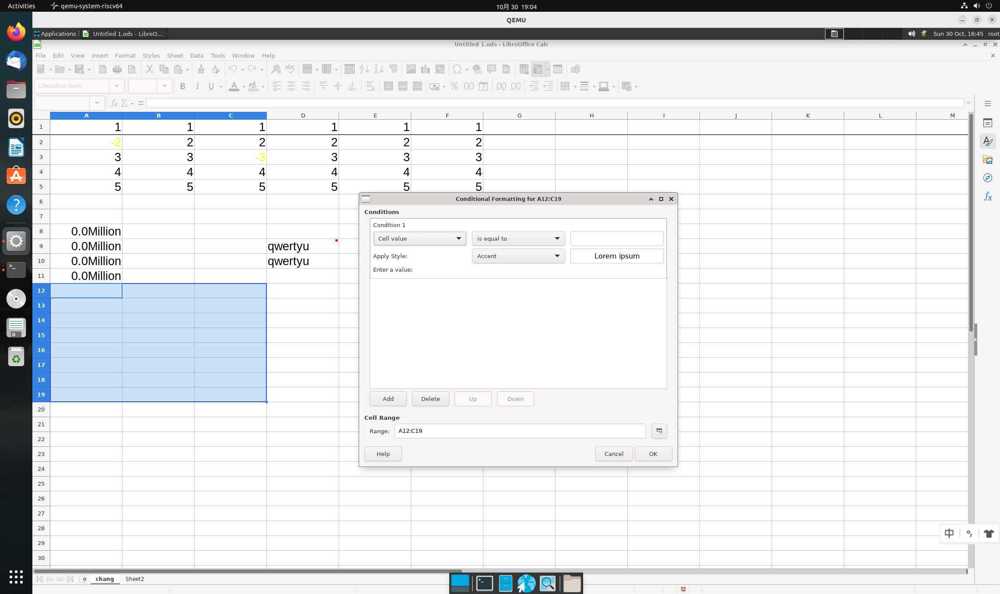 Activities qemu-system-riscv64 10月 30 19:04
QEMU
Applications Untitled 1.ods - LibreO... Sun 30 Oct, 16:45 root
Untitled 1.ods - LibreOffice Calc
File Edit View Insert Format Styles Sheet Data Tools Window Help
Liberation Sans
A B C D E F G H I J K L M
1 1 1 1 1 1 1
2 -2 2 2 2 2 2
3 3 3 -3 3 3 3
4 4 4 4 4 4 4
5 5 5 5 5 5 5
6
7
8 0.0Million
9 0.0Million qwertyu
10 0.0Million qwertyu
11 0.0Million
12
13
14
15
16
17
18
19
20
21
22
23
24
25
26
27
28
29
30
Conditional Formatting for A12:C19
Conditions
Condition 1
Cell value is equal to
Apply Style: Accent Lorem ipsum
Enter a value:
Add Delete Up Down
Cell Range
Range: A12:C19
Help Cancel OK
中
chang Sheet2